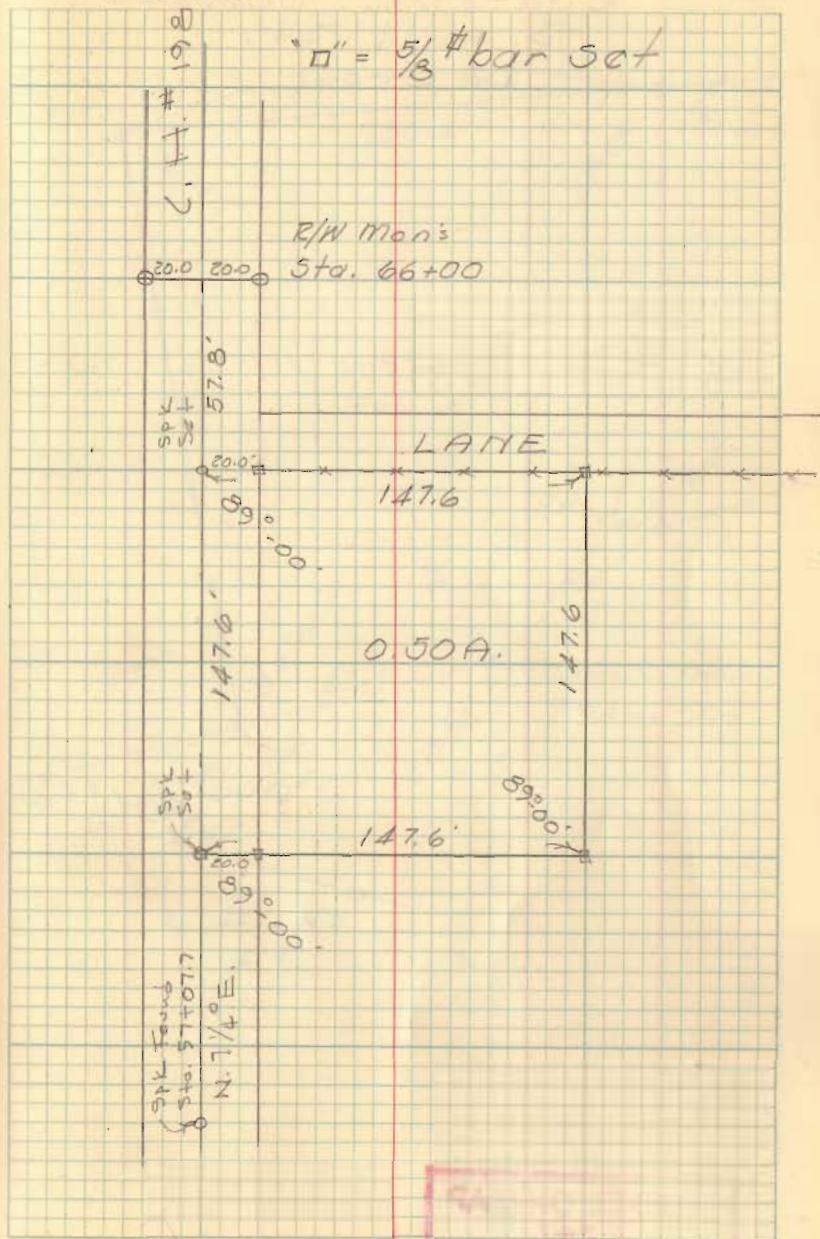 "□" = 5/8 # bar set
C.H. # 198
R/W Mon's
Sta. 66+00
20.0 20.0
57.8'
Spk
Set
LANE
20.0'
147.6
89°00'
147.6'
0.50 A.
147.6
Spk
Set
89°00'
147.6'
20.0
89°00'
Spk Found
Sta. 57+07.7
N. 7 1/4° E.